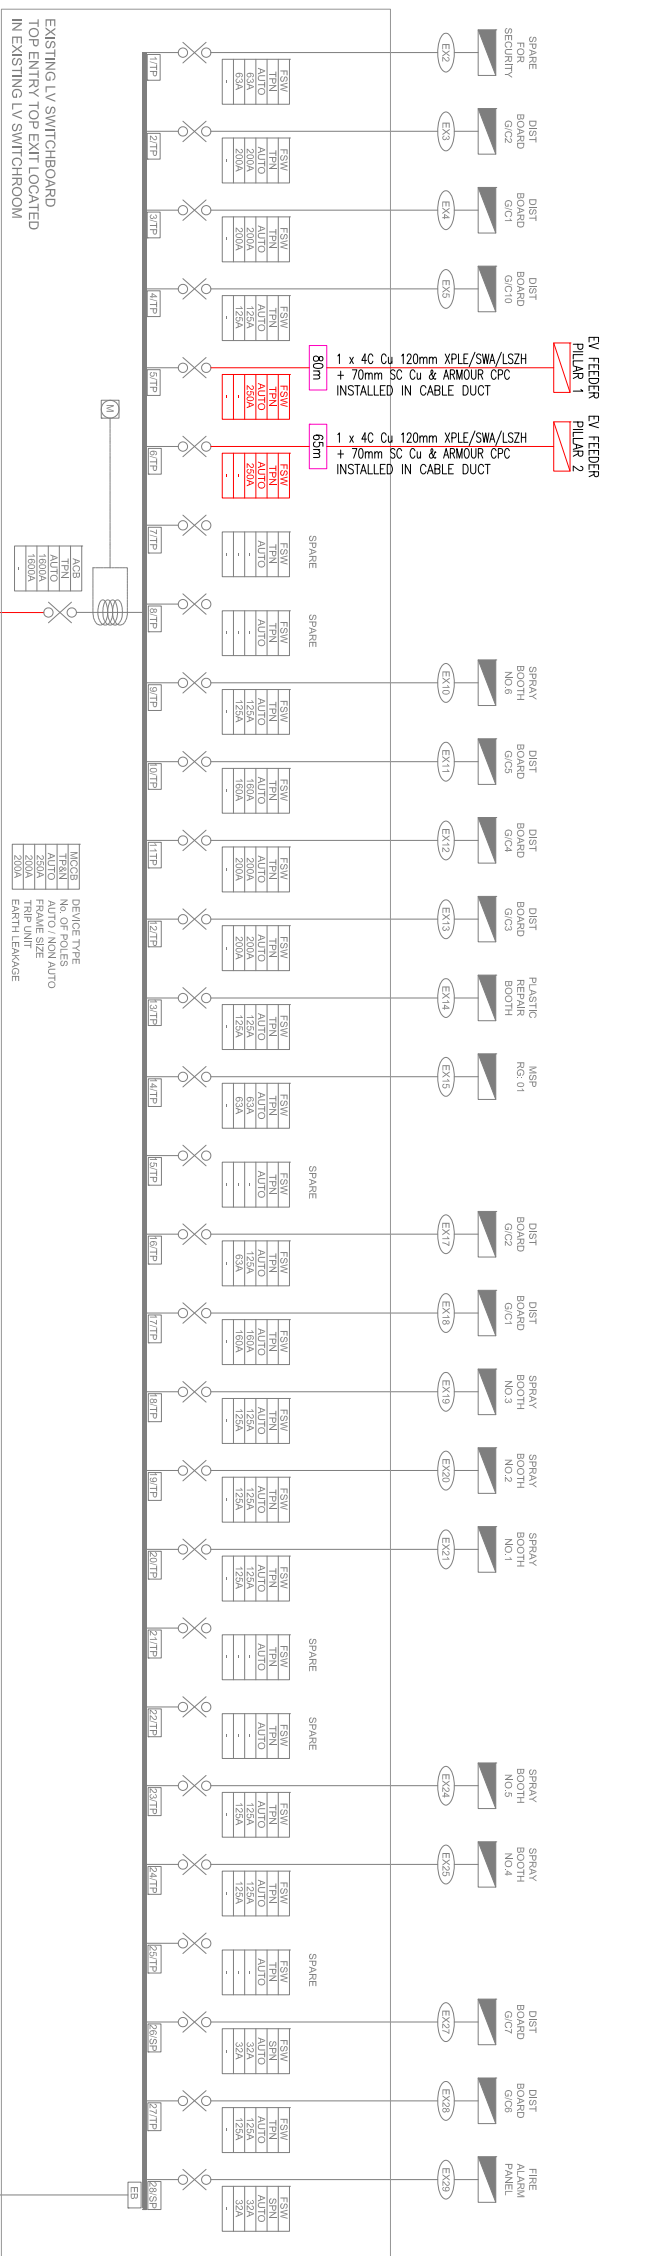 SPARE
FOR
SECURITY
EX2
FSW
TPN
AUTO
63A
63A
-
1/TP
DIST
BOARD
G/C2
EX3
FSW
TPN
AUTO
200A
200A
-
2/TP
DIST
BOARD
G/C1
EX4
FSW
TPN
AUTO
200A
200A
-
3/TP
DIST
BOARD
G/C10
EX5
FSW
TPN
AUTO
125A
125A
-
4/TP
EV FEEDER
PILLAR 1
1 x 4C Cu 120mm XPLE/SWA/LSZH
+ 70mm SC Cu & ARMOUR CPC
INSTALLED IN CABLE DUCT
80m
FSW
TPN
AUTO
250A
-
-
5/TP
EV FEEDER
PILLAR 2
1 x 4C Cu 120mm XPLE/SWA/LSZH
+ 70mm SC Cu & ARMOUR CPC
INSTALLED IN CABLE DUCT
65m
FSW
TPN
AUTO
250A
-
-
6/TP
SPARE
FSW
TPN
AUTO
-
-
-
7/TP
SPARE
FSW
TPN
AUTO
-
-
-
8/TP
SPRAY
BOOTH
NO.6
EX10
FSW
TPN
AUTO
125A
125A
-
9/TP
DIST
BOARD
G/C5
EX11
FSW
TPN
AUTO
160A
160A
-
10/TP
DIST
BOARD
G/C4
EX12
FSW
TPN
AUTO
200A
200A
-
11TP
DIST
BOARD
G/C3
EX13
FSW
TPN
AUTO
200A
200A
-
12/TP
PLASTIC
REPAIR
BOOTH
EX14
FSW
TPN
AUTO
125A
125A
-
13/TP
MSP
RG: 01
EX15
FSW
TPN
AUTO
63A
63A
-
14/TP
SPARE
FSW
TPN
AUTO
-
-
-
15/TP
DIST
BOARD
G/C2
EX17
FSW
TPN
AUTO
125A
63A
-
16/TP
DIST
BOARD
G/C1
EX18
FSW
TPN
AUTO
160A
160A
-
17/TP
SPRAY
BOOTH
NO.3
EX19
FSW
TPN
AUTO
125A
125A
-
18/TP
SPRAY
BOOTH
NO.2
EX20
FSW
TPN
AUTO
125A
125A
-
19/TP
SPRAY
BOOTH
NO.1
EX21
FSW
TPN
AUTO
125A
125A
-
20/TP
SPARE
FSW
TPN
AUTO
-
-
-
21/TP
SPARE
FSW
TPN
AUTO
-
-
-
22/TP
SPRAY
BOOTH
NO.5
EX24
FSW
TPN
AUTO
125A
125A
-
23/TP
SPRAY
BOOTH
NO.4
EX25
FSW
TPN
AUTO
125A
125A
-
24/TP
SPARE
FSW
TPN
AUTO
-
-
-
25/TP
DIST
BOARD
G/C7
EX27
FSW
SPN
AUTO
32A
32A
-
26/SP
DIST
BOARD
G/C6
EX28
FSW
TPN
AUTO
125A
125A
-
27/TP
FIRE
ALARM
PANEL
EX29
FSW
SPN
AUTO
32A
32A
-
28/SP
EB
M
ACB
TPN
AUTO
1600A
1600A
-
MCCB DEVICE TYPE
TP&N No. OF POLES
AUTO AUTO / NON AUTO
250A FRAME SIZE
200A TRIP UNIT
200A EARTH LEAKAGE
EXISTING LV SWITCHBOARD
TOP ENTRY TOP EXIT LOCATED
IN EXISTING LV SWITCHROOM